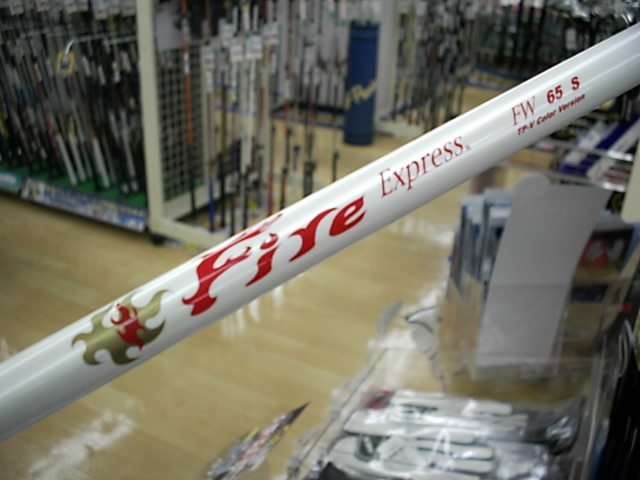 Fire Express
FW 65 S
TP-V Color Version